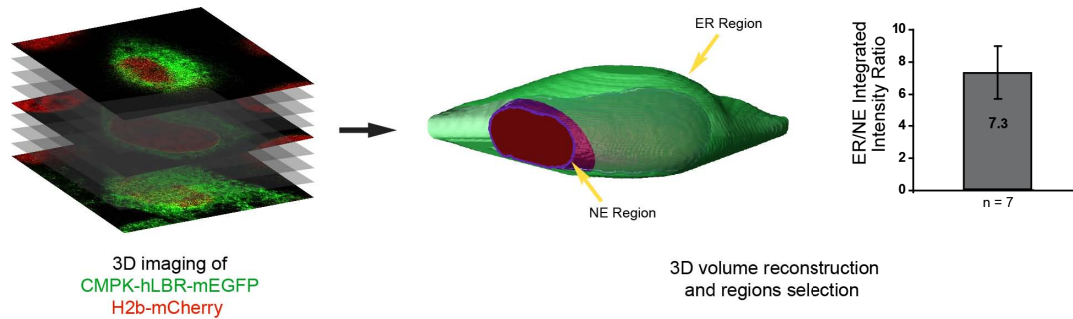 ER Region
NE Region
3D imaging of
CMPK-hLBR-mEGFP
H2b-mCherry
3D volume reconstruction
and regions selection
ER/NE Integrated
Intensity Ratio
10
8
6
4
2
0
7.3
n = 7